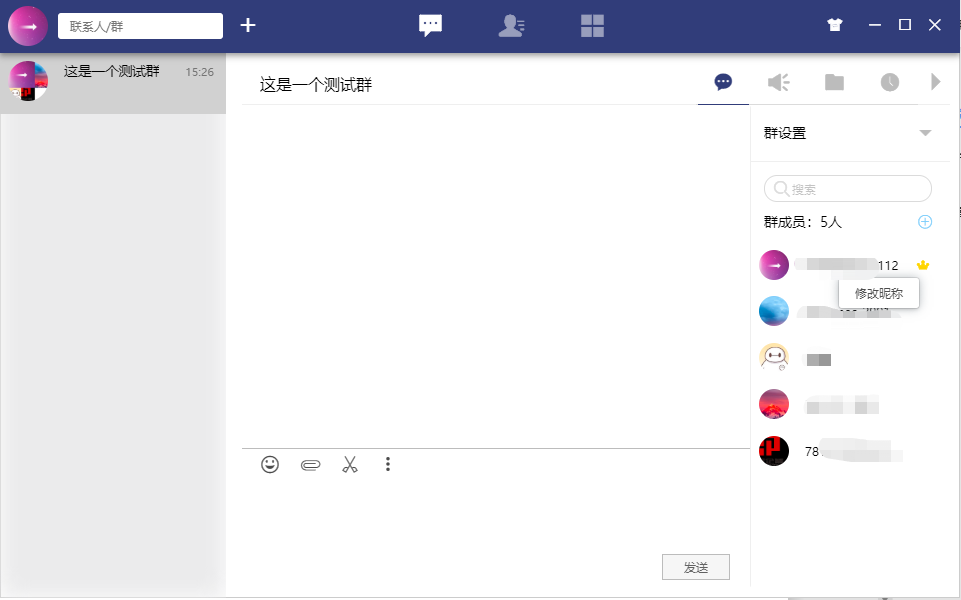 联系人/群
这是一个测试群
15:26
这是一个测试群
群设置
搜索
群成员：5人
112
修改昵称
78
发送